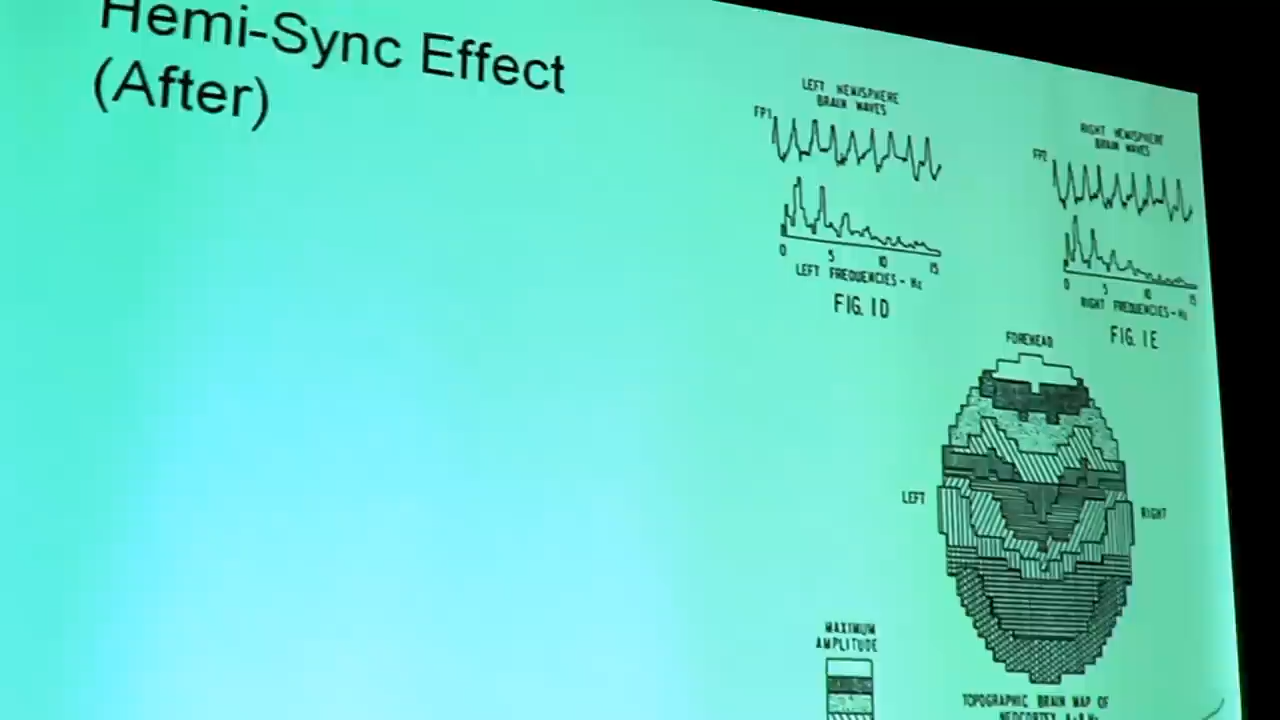 Hemi-Sync Effect
(After)
LEFT HEMISPHERE
BRAIN WAVES
FP1
0 5 10 15
LEFT FREQUENCIES - Hz
FIG. 1D
RIGHT HEMISPHERE
BRAIN WAVES
FP2
0 5 10 15
RIGHT FREQUENCIES - Hz
FIG. 1E
FOREHEAD
LEFT
RIGHT
MAXIMUM
AMPLITUDE
TOPOGRAPHIC BRAIN MAP OF
NEOCORTEX